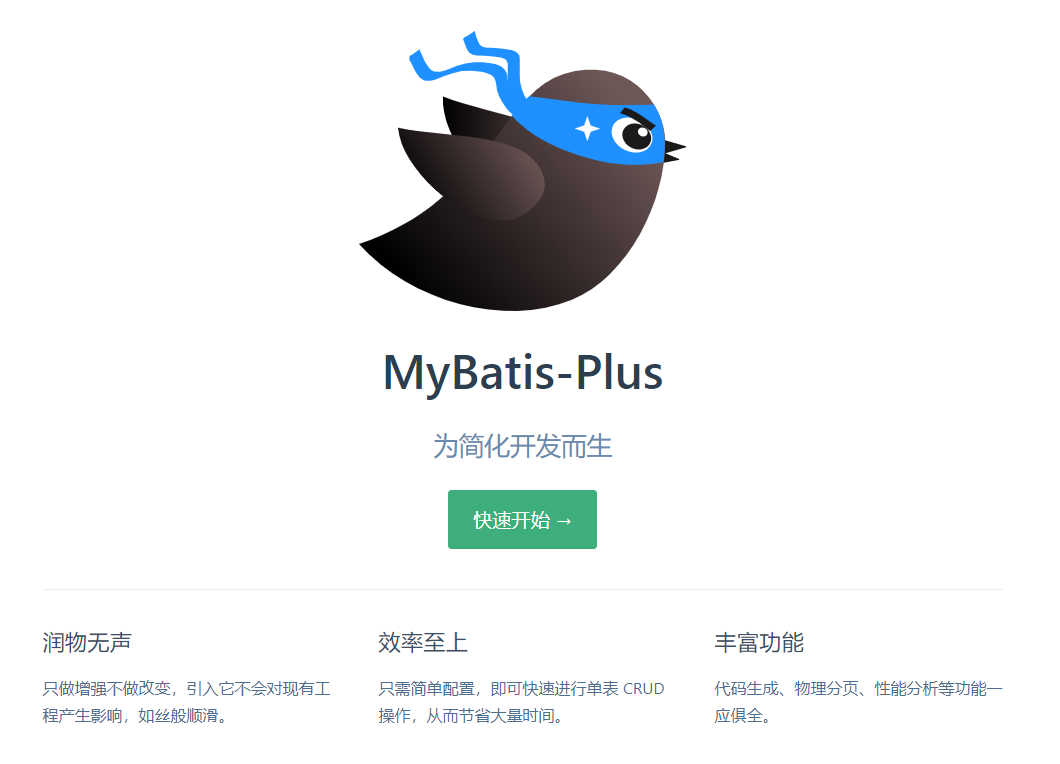 MyBatis-Plus
为简化开发而生
快速开始 →
润物无声
只做增强不做改变，引入它不会对现有工
程产生影响，如丝般顺滑。
效率至上
只需简单配置，即可快速进行单表 CRUD
操作，从而节省大量时间。
丰富功能
代码生成、物理分页、性能分析等功能一
应俱全。